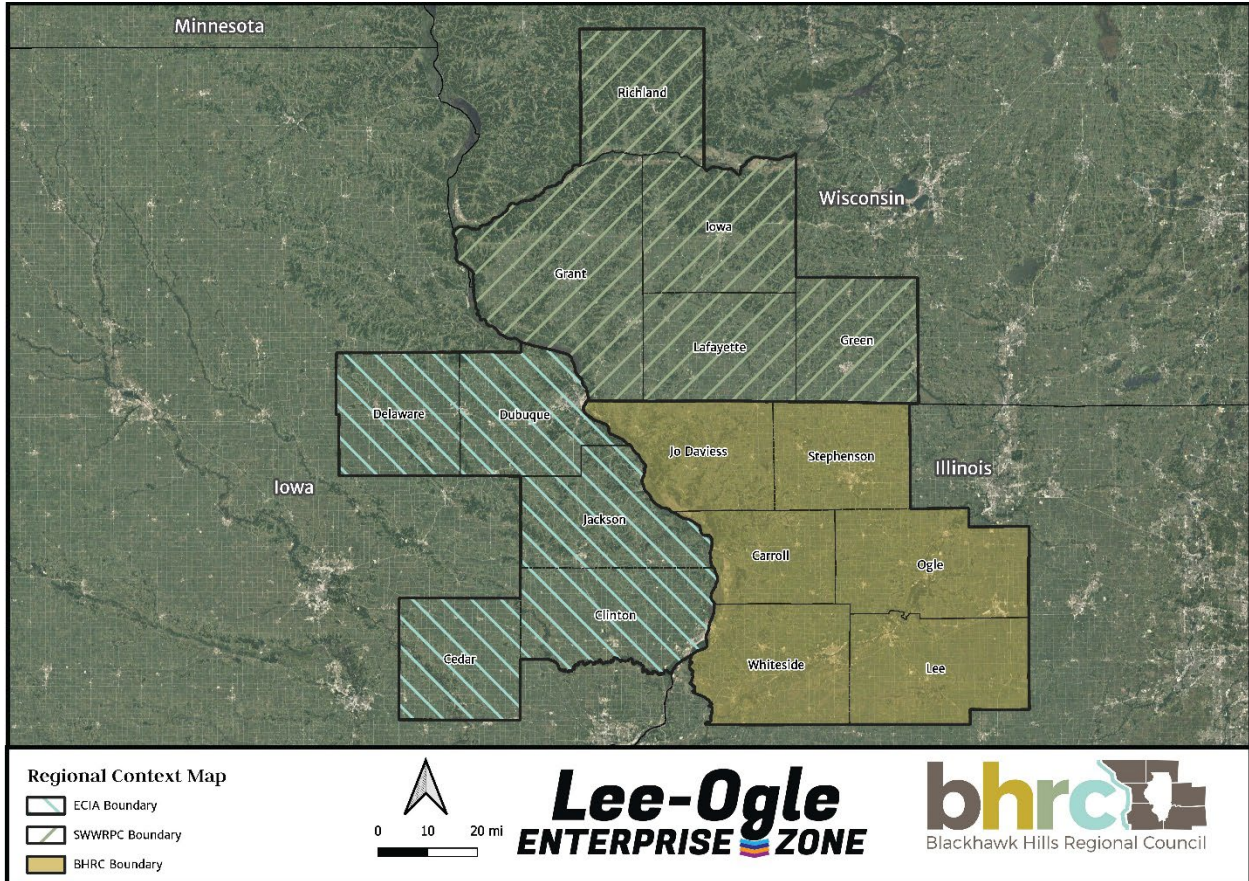 Minnesota
Richland
Wisconsin
Iowa
Grant
Lafayette
Green
Delaware
Dubuque
Jo Daviess
Stephenson
Illinois
Iowa
Jackson
Carroll
Ogle
Clinton
Cedar
Whiteside
Lee
Regional Context Map
ECIA Boundary
SWWRPC Boundary
BHRC Boundary
0 10 20 mi
Lee-Ogle
ENTERPRISE ZONE
bhrc
Blackhawk Hills Regional Council